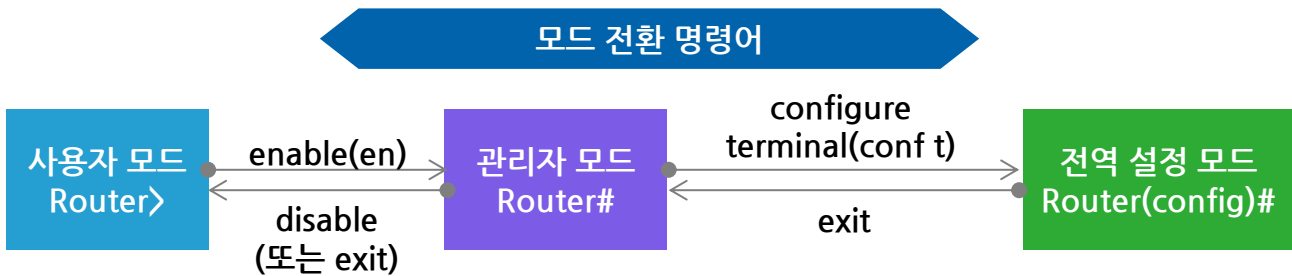 모드 전환 명령어
사용자 모드
Router>
enable(en)
disable
(또는 exit)
관리자 모드
Router#
configure
terminal(conf t)
exit
전역 설정 모드
Router(config)#